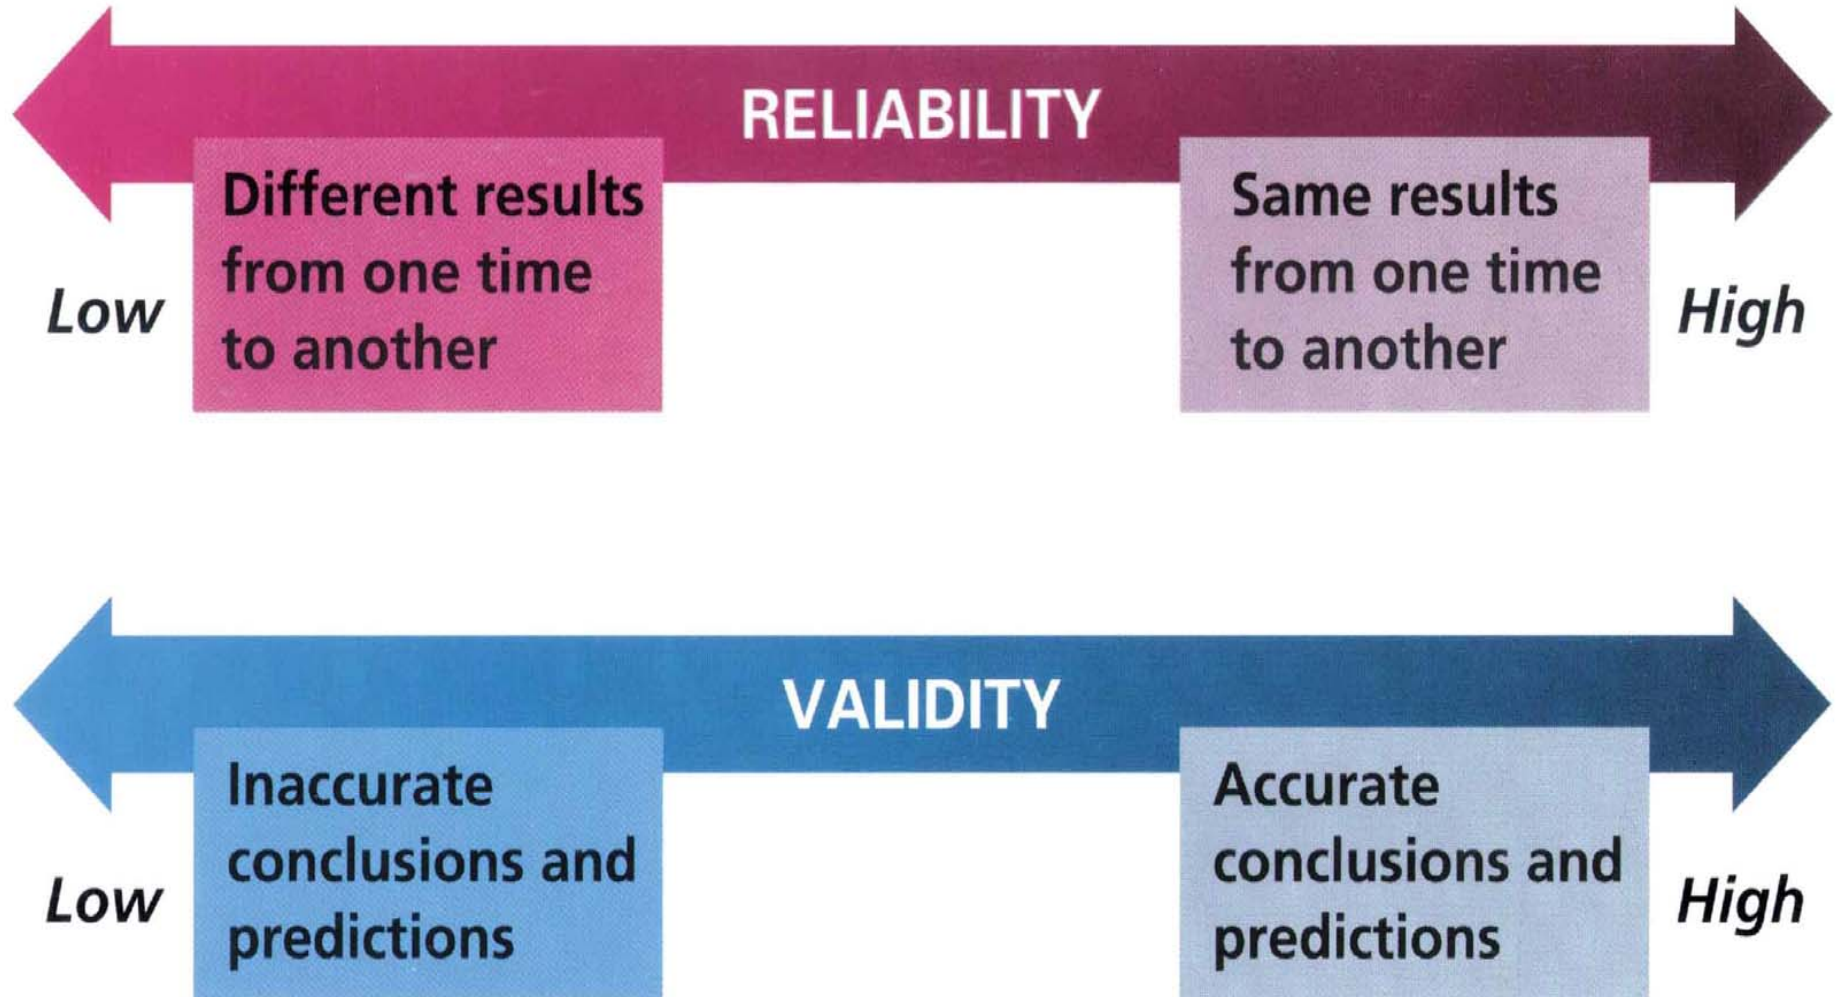 RELIABILITY
Different results
from one time
to another
Same results
from one time
to another
Low
High
VALIDITY
Inaccurate
conclusions and
predictions
Accurate
conclusions and
predictions
Low
High